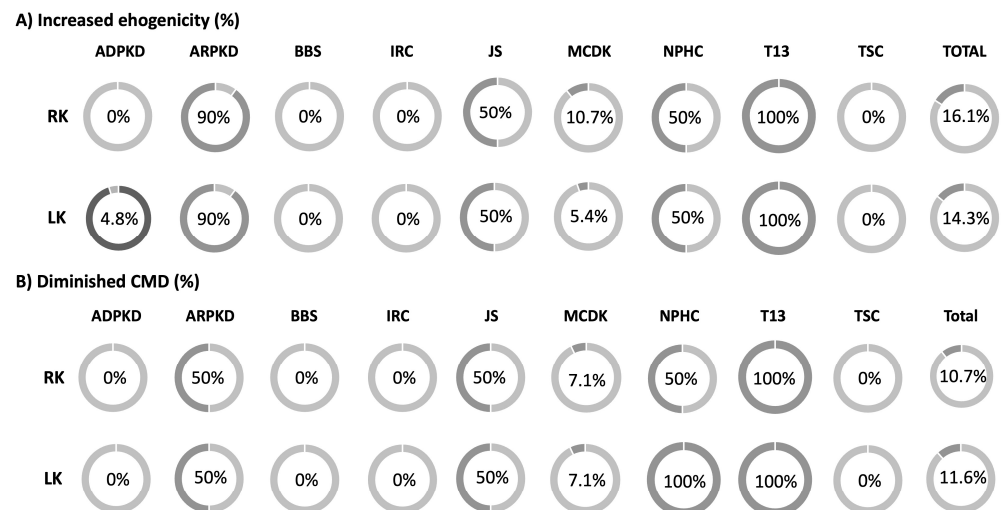 A) Increased ehogenicity (%)
ADPKD ARPKD BBS IRC JS MCDK NPHC T13 TSC TOTAL
RK 0% 90% 0% 0% 50% 10.7% 50% 100% 0% 16.1%
LK 4.8% 90% 0% 0% 50% 5.4% 50% 100% 0% 14.3%
B) Diminished CMD (%)
ADPKD ARPKD BBS IRC JS MCDK NPHC T13 TSC Total
RK 0% 50% 0% 0% 50% 7.1% 50% 100% 0% 10.7%
LK 0% 50% 0% 0% 50% 7.1% 100% 100% 0% 11.6%